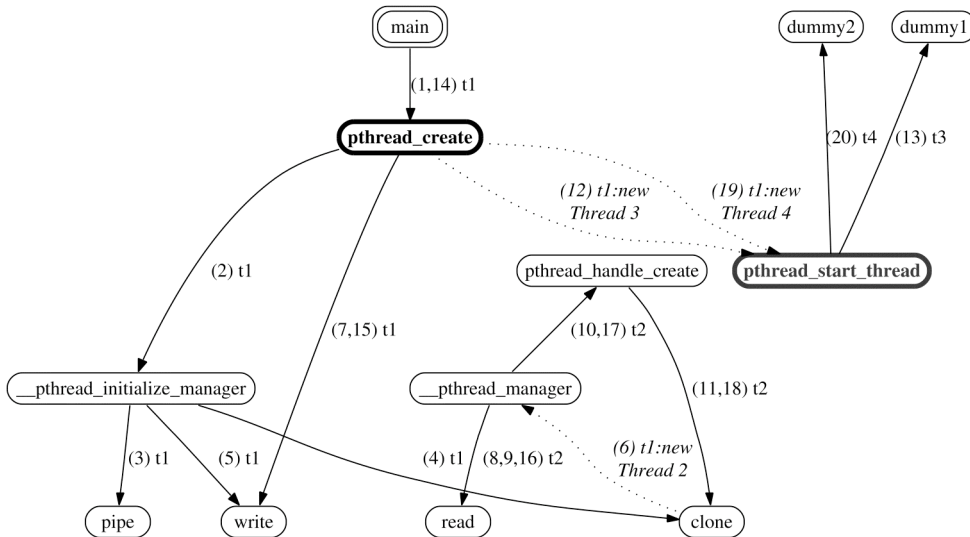 main
dummy2
dummy1
(1,14) t1
pthread_create
(20) t4
(13) t3
(12) t1:new
Thread 3
(19) t1:new
Thread 4
(2) t1
pthread_handle_create
pthread_start_thread
(7,15) t1
(10,17) t2
__pthread_initialize_manager
__pthread_manager
(11,18) t2
(3) t1
(5) t1
(4) t1
(8,9,16) t2
(6) t1:new
Thread 2
pipe
write
read
clone